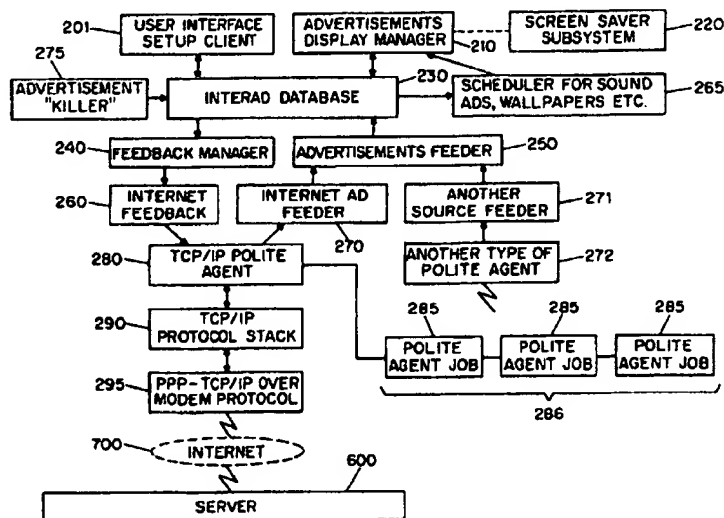 201
USER INTERFACE
SETUP CLIENT
ADVERTISEMENTS
DISPLAY MANAGER
210
SCREEN SAVER
SUBSYSTEM
220
275
230
ADVERTISEMENT
"KILLER"
INTERAD DATABASE
SCHEDULER FOR SOUND
ADS, WALLPAPERS ETC.
265
240
FEEDBACK MANAGER
ADVERTISEMENTS FEEDER
250
260
INTERNET
FEEDBACK
INTERNET AD
FEEDER
270
ANOTHER
SOURCE FEEDER
271
280
TCP/IP POLITE
AGENT
ANOTHER TYPE OF
POLITE AGENT
272
290
TCP/IP
PROTOCOL STACK
285
285
285
POLITE
AGENT JOB
POLITE
AGENT JOB
POLITE
AGENT JOB
286
295
PPP-TCP/IP OVER
MODEM PROTOCOL
700
INTERNET
600
SERVER